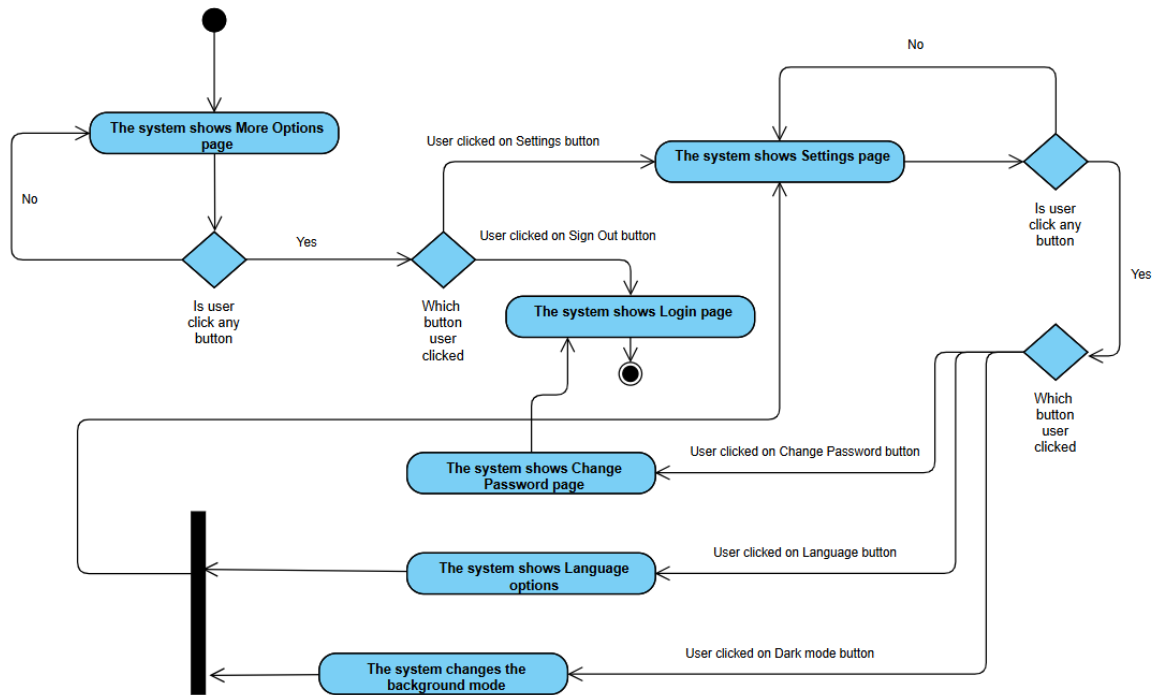 No
The system shows More Options
page
User clicked on Settings button
The system shows Settings page
No
Is user
click any
button
Yes
User clicked on Sign Out button
Is user
click any
button
Which
button
user
clicked
The system shows Login page
Yes
Which
button
user
clicked
User clicked on Change Password button
The system shows Change
Password page
User clicked on Language button
The system shows Language
options
User clicked on Dark mode button
The system changes the
background mode